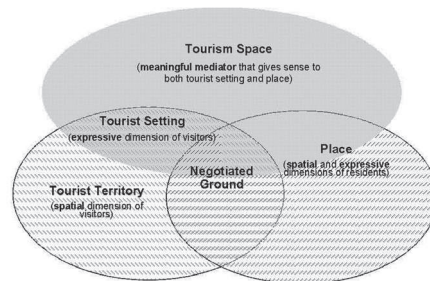 Tourism Space
(meaningful mediator that gives sense to
both tourist setting and place)
Tourist Setting
(expressive dimension of visitors)
Place
(spatial and expressive
dimensions of residents)
Negotiated
Ground
Tourist Territory
(spatial dimension of
visitors)